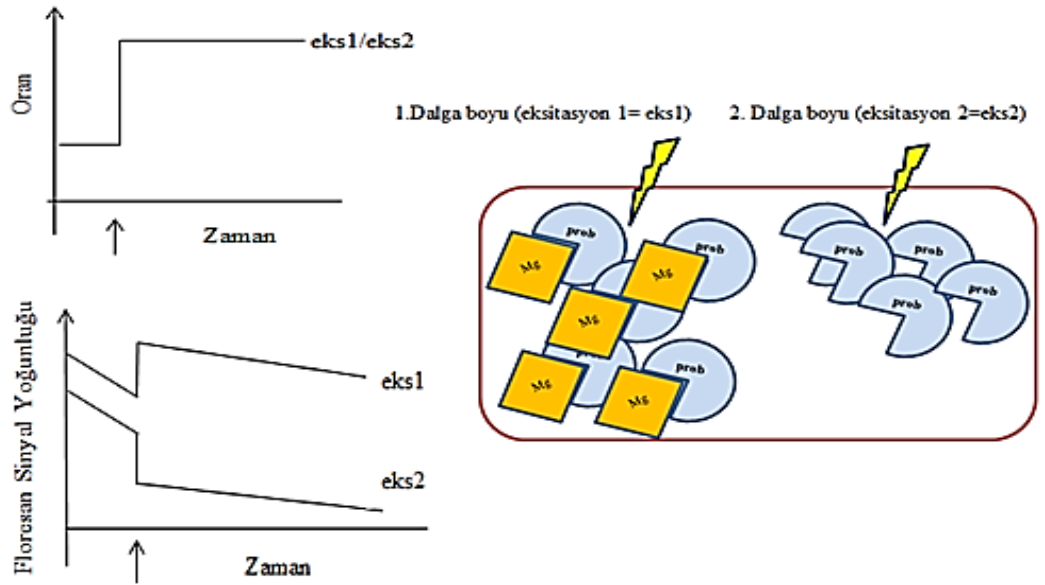 eks1/eks2
Oran
Zaman
1.Dalga boyu (eksitasyon 1= eks1)
2. Dalga boyu (eksitasyon 2=eks2)
prob
Mg
Mg
prob
Mg
Mg
prob
Mg
prob
prob
prob
prob
eks1
eks2
Floresan Sinyal Yoğunluğu
Zaman